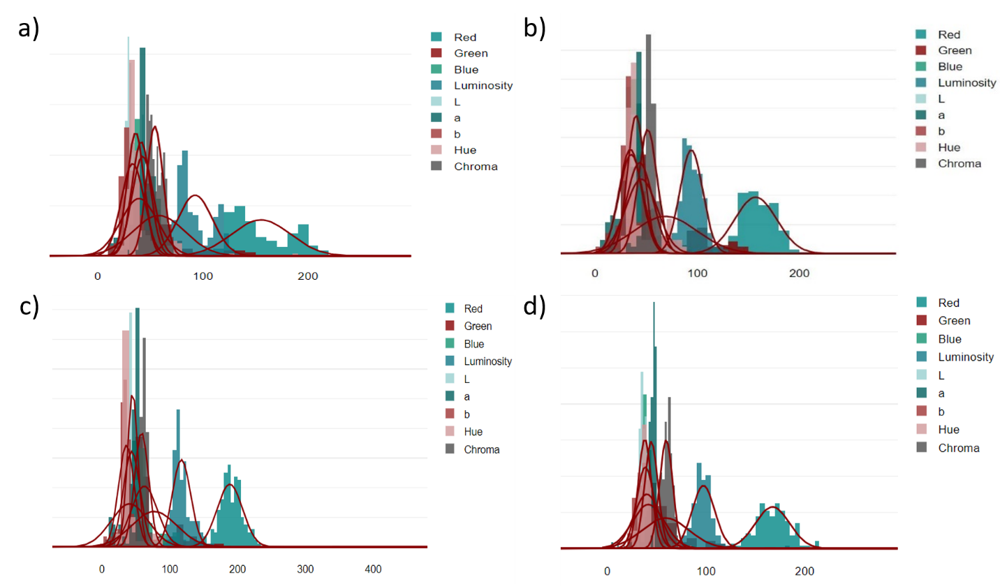 a)
Red
Green
Blue
Luminosity
L
a
b
Hue
Chroma
0 100 200
b)
Red
Green
Blue
Luminosity
L
a
b
Hue
Chroma
0 100 200
c)
Red
Green
Blue
Luminosity
L
a
b
Hue
Chroma
0 100 200 300 400
d)
Red
Green
Blue
Luminosity
L
a
b
Hue
Chroma
0 100 200